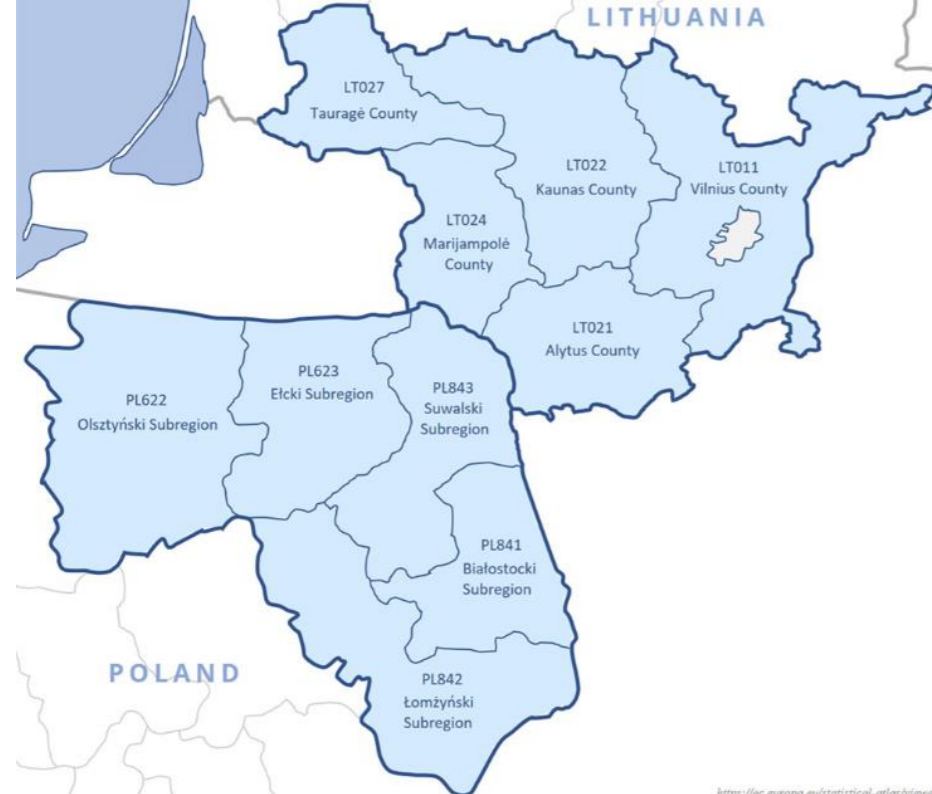 LITHUANIA
LT027
Tauragė County
LT022
Kaunas County
LT011
Vilnius County
LT024
Marijampolė
County
LT021
Alytus County
PL622
Olsztyński Subregion
PL623
Ełcki Subregion
PL843
Suwalski
Subregion
PL841
Białostocki
Subregion
POLAND
PL842
Łomżyński
Subregion